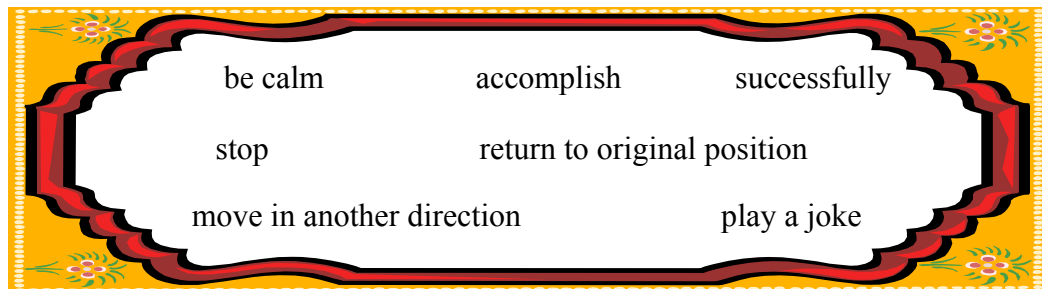 be calm accomplish successfully
stop return to original position
move in another direction play a joke